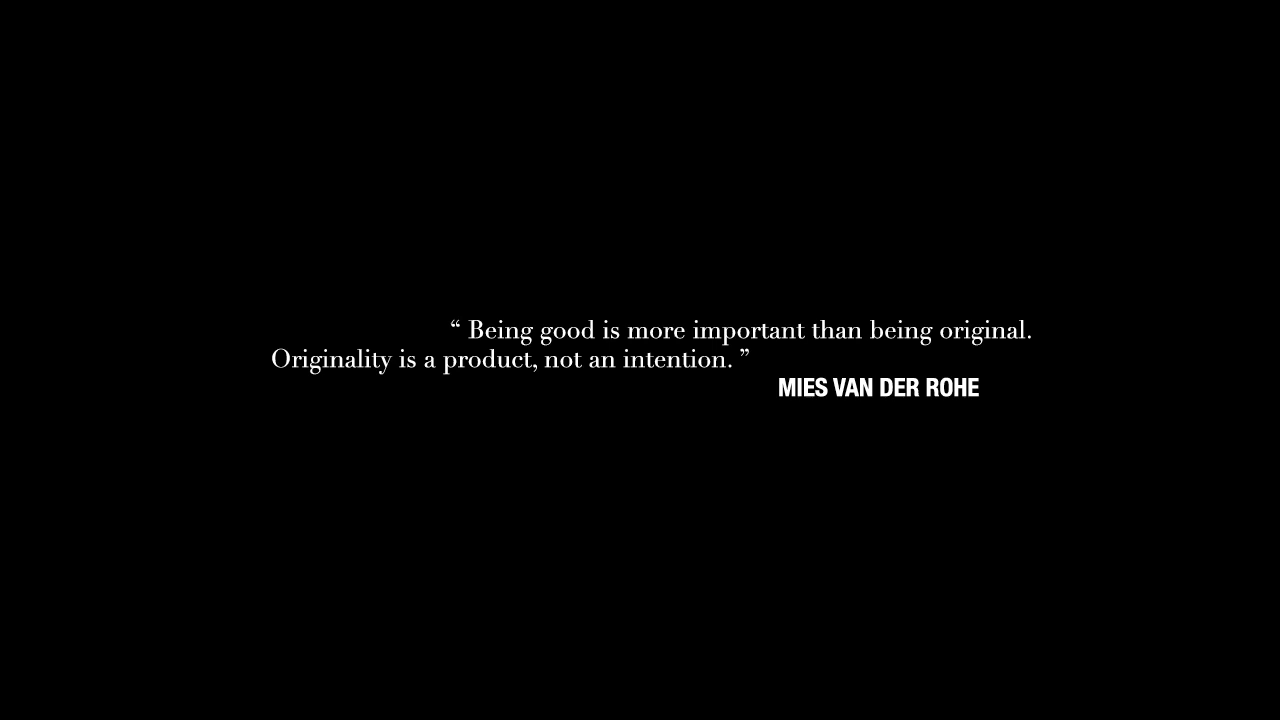 “ Being good is more important than being original.
Originality is a product, not an intention. ”
MIES VAN DER ROHE